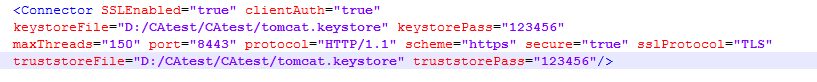 <Connector SSLEnabled="true" clientAuth="true"
keystoreFile="D:/CAtest/CAtest/tomcat.keystore" keystorePass="123456"
maxThreads="150" port="8443" protocol="HTTP/1.1" scheme="https" secure="true" sslProtocol="TLS"
truststoreFile="D:/CAtest/CAtest/tomcat.keystore" truststorePass="123456"/>